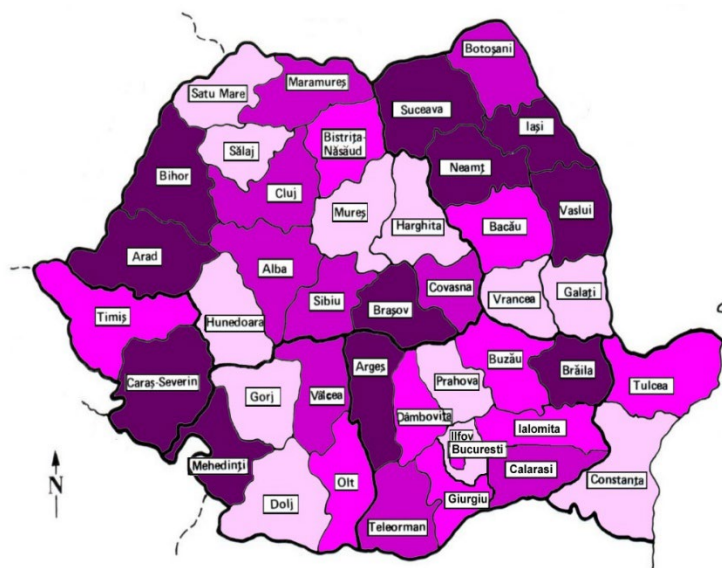 Botoșani
Maramureș
Satu Mare
Suceava
Iași
Bistrița
Năsăud
Sălaj
Neamț
Bihor
Cluj
Vaslui
Mureș
Harghita
Bacău
Arad
Alba
Covasna
Sibiu
Brașov
Vrancea
Galați
Timiș
Hunedoara
Buzău
Argeș
Brăila
Caraș-Severin
Prahova
Tulcea
Gorj
Vâlcea
Dâmbovița
Ialomita
Ilfov
Bucuresti
Mehedinți
Calarasi
Constanța
Olt
Giurgiu
Dolj
Teleorman
N